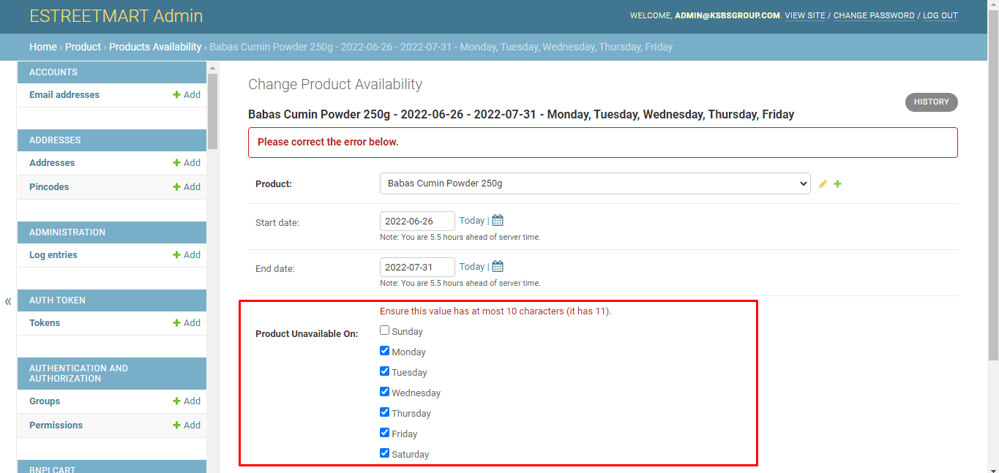 ESTREETMART Admin
WELCOME, ADMIN@KSBSGROUP.COM. VIEW SITE / CHANGE PASSWORD / LOG OUT
Home › Product › Products Availability › Babas Cumin Powder 250g - 2022-06-26 - 2022-07-31 - Monday, Tuesday, Wednesday, Thursday, Friday
ACCOUNTS
Email addresses + Add
ADDRESSES
Addresses + Add
Pincodes + Add
ADMINISTRATION
Log entries + Add
AUTH TOKEN
Tokens + Add
AUTHENTICATION AND
AUTHORIZATION
Groups + Add
Permissions + Add
BNPLCART
«
Change Product Availability
HISTORY
Babas Cumin Powder 250g - 2022-06-26 - 2022-07-31 - Monday, Tuesday, Wednesday, Thursday, Friday
Please correct the error below.
Product: Babas Cumin Powder 250g
Start date: 2022-06-26 Today |
Note: You are 5.5 hours ahead of server time.
End date: 2022-07-31 Today |
Note: You are 5.5 hours ahead of server time.
Ensure this value has at most 10 characters (it has 11).
Product Unavailable On:
Sunday
Monday
Tuesday
Wednesday
Thursday
Friday
Saturday